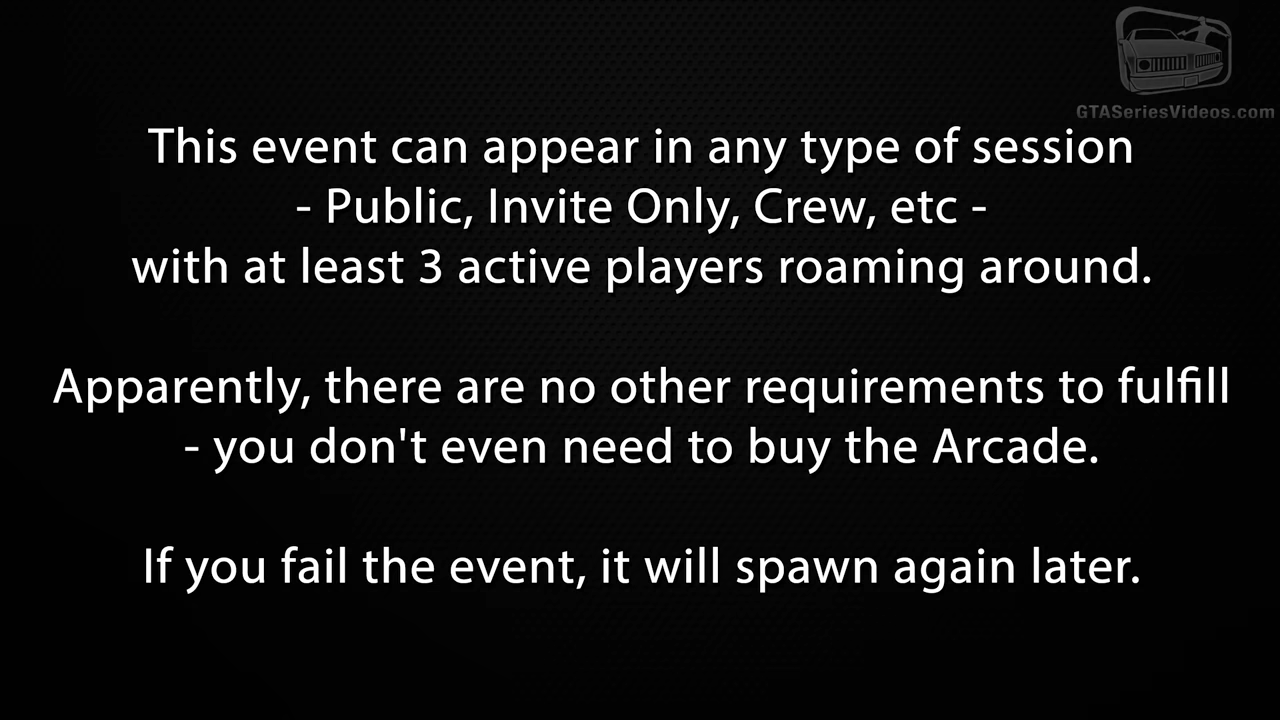 GTASeriesVideos.com
This event can appear in any type of session
- Public, Invite Only, Crew, etc -
with at least 3 active players roaming around.
Apparently, there are no other requirements to fulfill
- you don't even need to buy the Arcade.
If you fail the event, it will spawn again later.